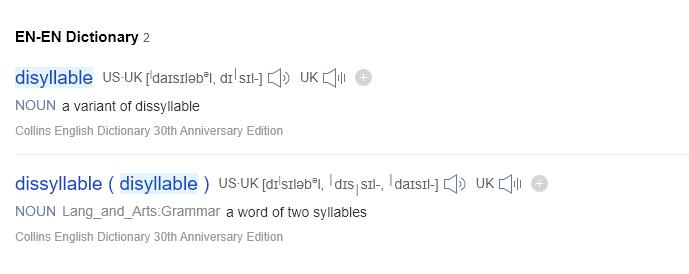 EN-EN Dictionary 2
disyllable US·UK [ˈdaɪsɪləbᵊl, dɪˈsɪl-] UK
NOUN a variant of dissyllable
Collins English Dictionary 30th Anniversary Edition
dissyllable ( disyllable ) US·UK [dɪˈsɪləbᵊl, ˈdɪsˌsɪl-, ˈdaɪsɪl-] UK
NOUN Lang_and_Arts:Grammar a word of two syllables
Collins English Dictionary 30th Anniversary Edition